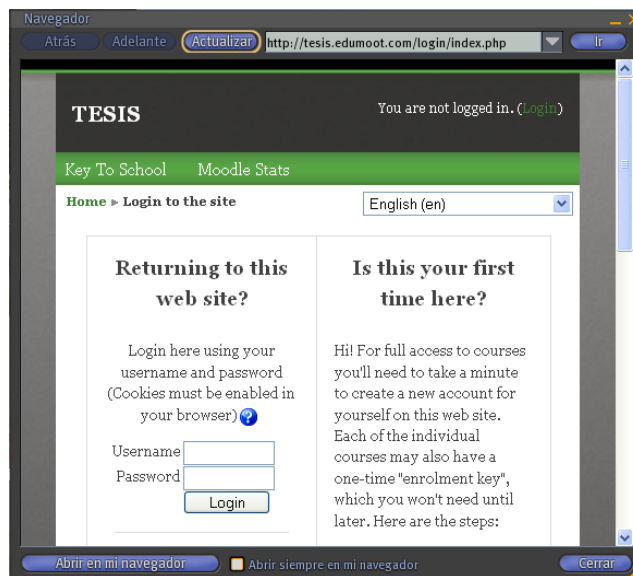 Navegador
Atrás Adelante Actualizar http://tesis.edumoot.com/login/index.php Ir
TESIS
You are not logged in. (Login)
Key To School Moodle Stats
Home ► Login to the site
English (en)
Returning to this
web site?
Login here using your
username and password
(Cookies must be enabled in
your browser)
Username
Password
Login
Is this your first
time here?
Hi! For full access to courses
you'll need to take a minute
to create a new account for
yourself on this web site.
Each of the individual
courses may also have a
one-time "enrolment key",
which you won't need until
later. Here are the steps:
Abrir en mi navegador Abrir siempre en mi navegador Cerrar